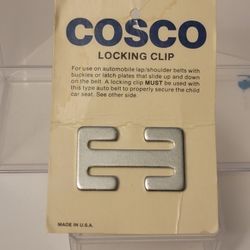 COSCO
LOCKING CLIP
For use on automobile lap/shoulder belts with
buckles or latch plates that slide up and down
on the belt. A locking clip MUST be used with
this type auto belt to properly secure the child
car seat. See other side.
MADE IN U.S.A.